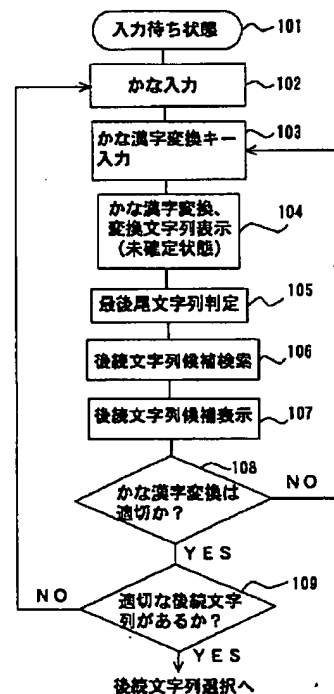 入力待ち状態
101
かな入力
102
かな漢字変換キー
入力
103
かな漢字変換、
変換文字列表示
(未確定状態)
104
最後尾文字列判定
105
後続文字列候補検索
106
後続文字列候補表示
107
108
かな漢字変換は
適切か?
NO
YES
109
NO
適切な後続文字
列があるか?
YES
後続文字列選択へ